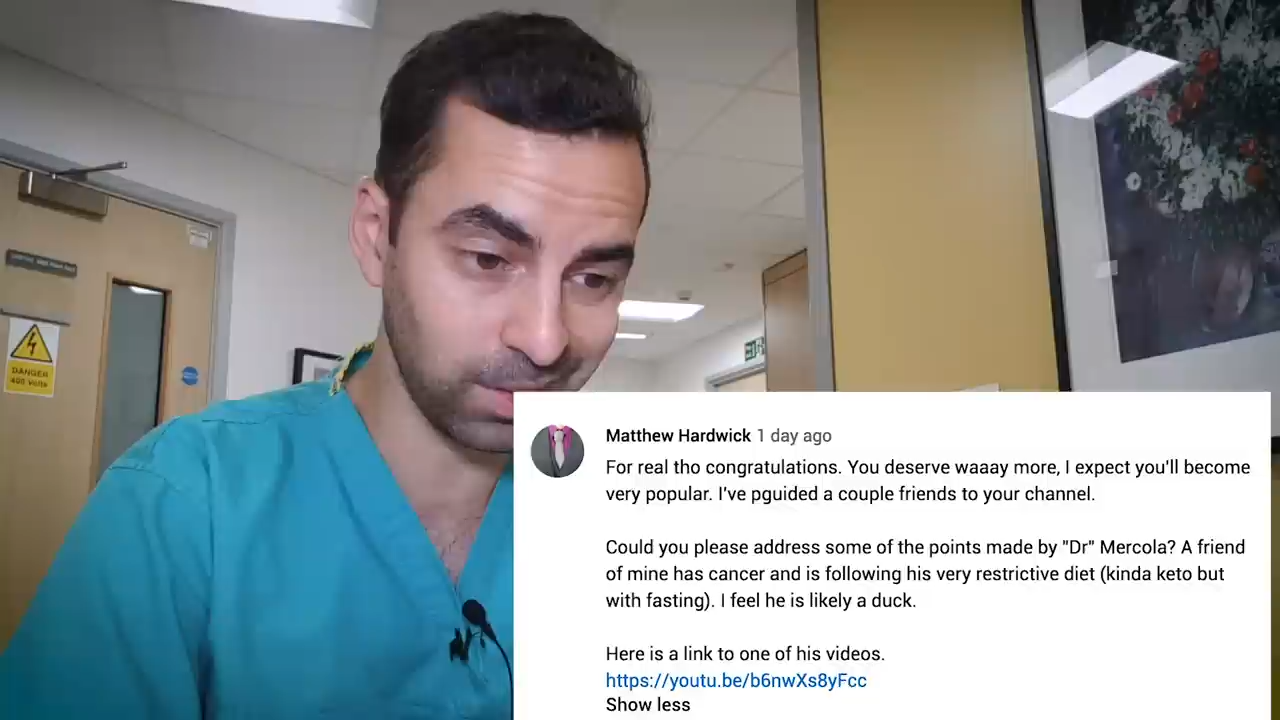 DANGER
400 Volts
Matthew Hardwick 1 day ago
For real tho congratulations. You deserve waaay more, I expect you'll become
very popular. I've pguided a couple friends to your channel.
Could you please address some of the points made by "Dr" Mercola? A friend
of mine has cancer and is following his very restrictive diet (kinda keto but
with fasting). I feel he is likely a duck.
Here is a link to one of his videos.
https://youtu.be/b6nwXs8yFcc
Show less